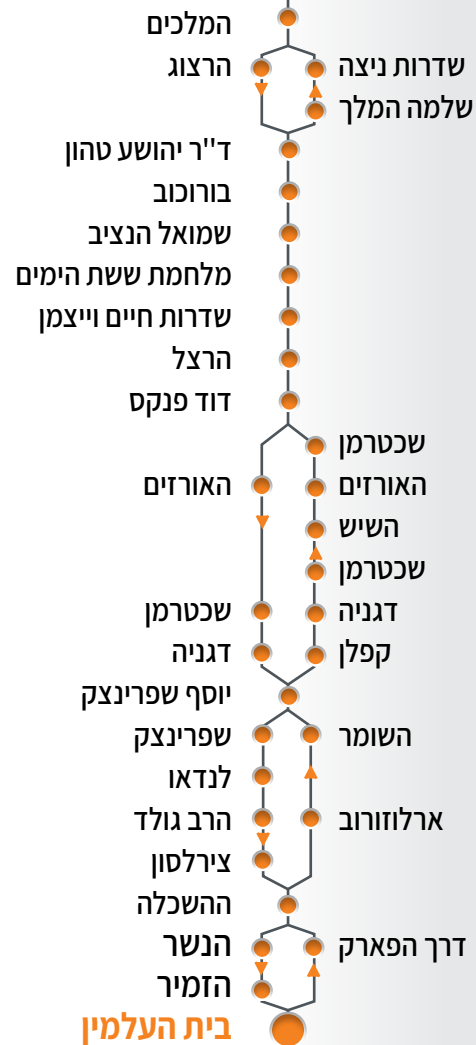 המלכים
שדרות ניצה
הרצוג
שלמה המלך
ד''ר יהושע טהון
בורוכוב
שמואל הנציב
מלחמת ששת הימים
שדרות חיים וייצמן
הרצל
דוד פנקס
שכטרמן
האורזים
האורזים
השיש
שכטרמן
דגניה
שכטרמן
קפלן
דגניה
יוסף שפרינצק
השומר
שפרינצק
לנדאו
ארלוזורוב
הרב גולד
צירלסון
ההשכלה
דרך הפארק
הנשר
הזמיר
בית העלמין